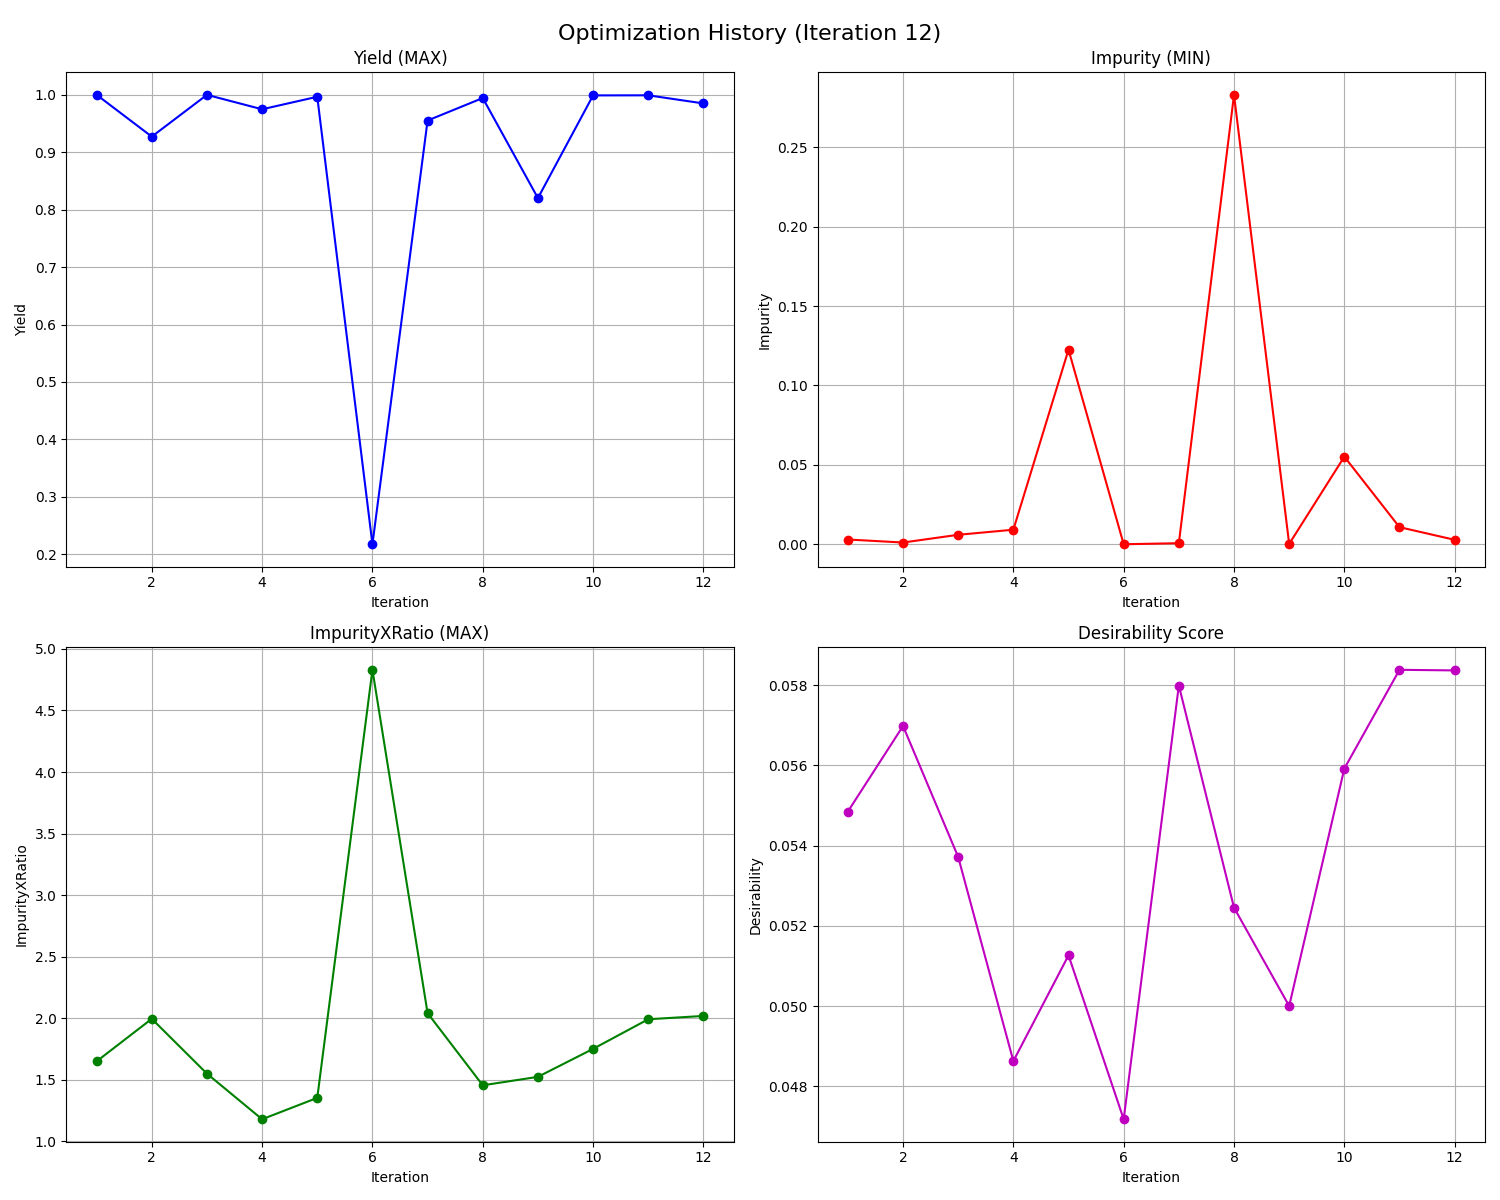 Optimization History (Iteration 12)
Yield (MAX)
1.0
0.9
0.8
0.7
0.6
0.5
0.4
0.3
0.2
Yield
2 4 6 8 10 12
Iteration
Impurity (MIN)
0.25
0.20
0.15
0.10
0.05
0.00
Impurity
2 4 6 8 10 12
Iteration
ImpurityXRatio (MAX)
5.0
4.5
4.0
3.5
3.0
2.5
2.0
1.5
1.0
ImpurityXRatio
2 4 6 8 10 12
Iteration
Desirability Score
0.058
0.056
0.054
0.052
0.050
0.048
Desirability
2 4 6 8 10 12
Iteration